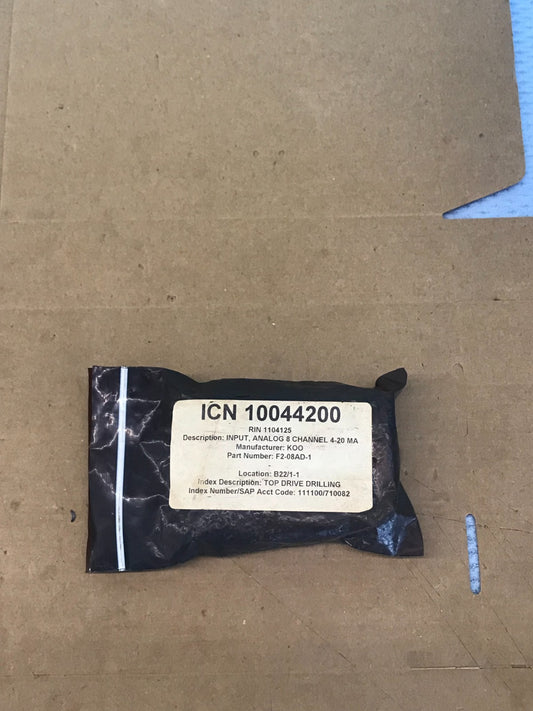 ICN 10044200
RIN 1104125
Description: INPUT, ANALOG 8 CHANNEL 4-20 MA
Manufacturer: KOO
Part Number: F2-08AD-1
-
Location: B22/1-1
Index Description: TOP DRIVE DRILLING
Index Number/SAP Acct Code: 111100/710082